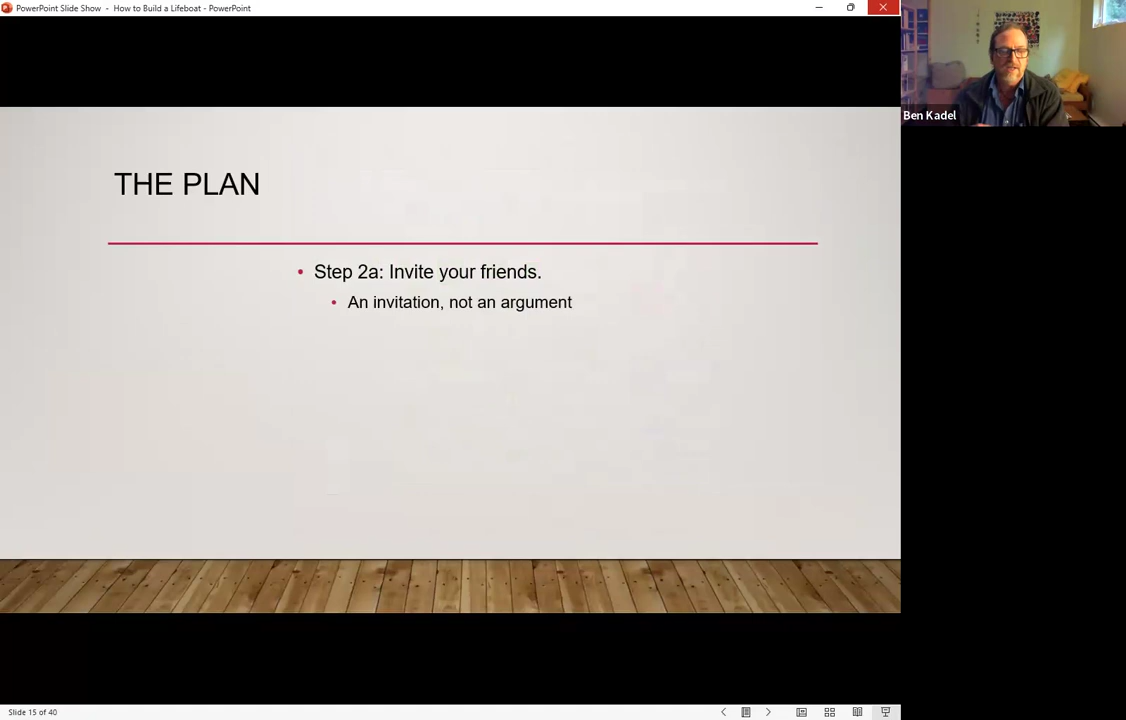 PowerPoint Slide Show - How to Build a Lifeboat - PowerPoint
Ben Kadel
THE PLAN
• Step 2a: Invite your friends.
• An invitation, not an argument
Slide 15 of 40